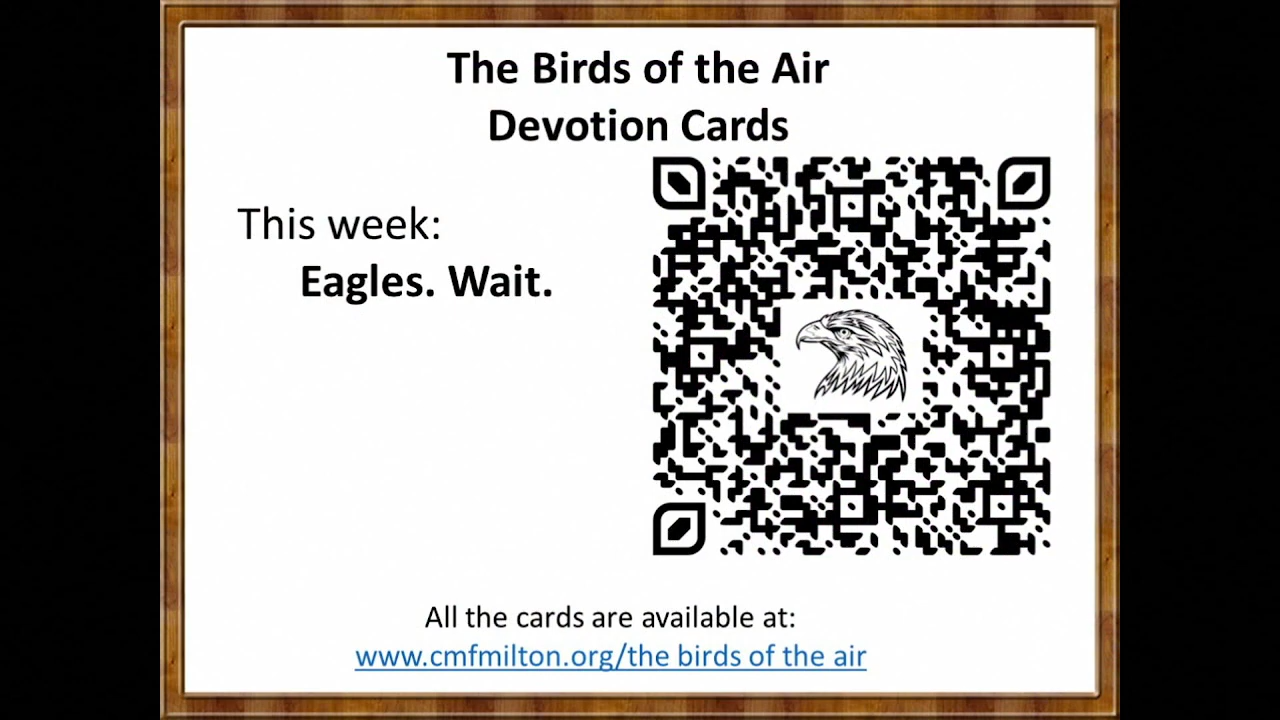 The Birds of the Air
Devotion Cards
This week:
Eagles. Wait.
All the cards are available at:
www.cmfmilton.org/the birds of the air